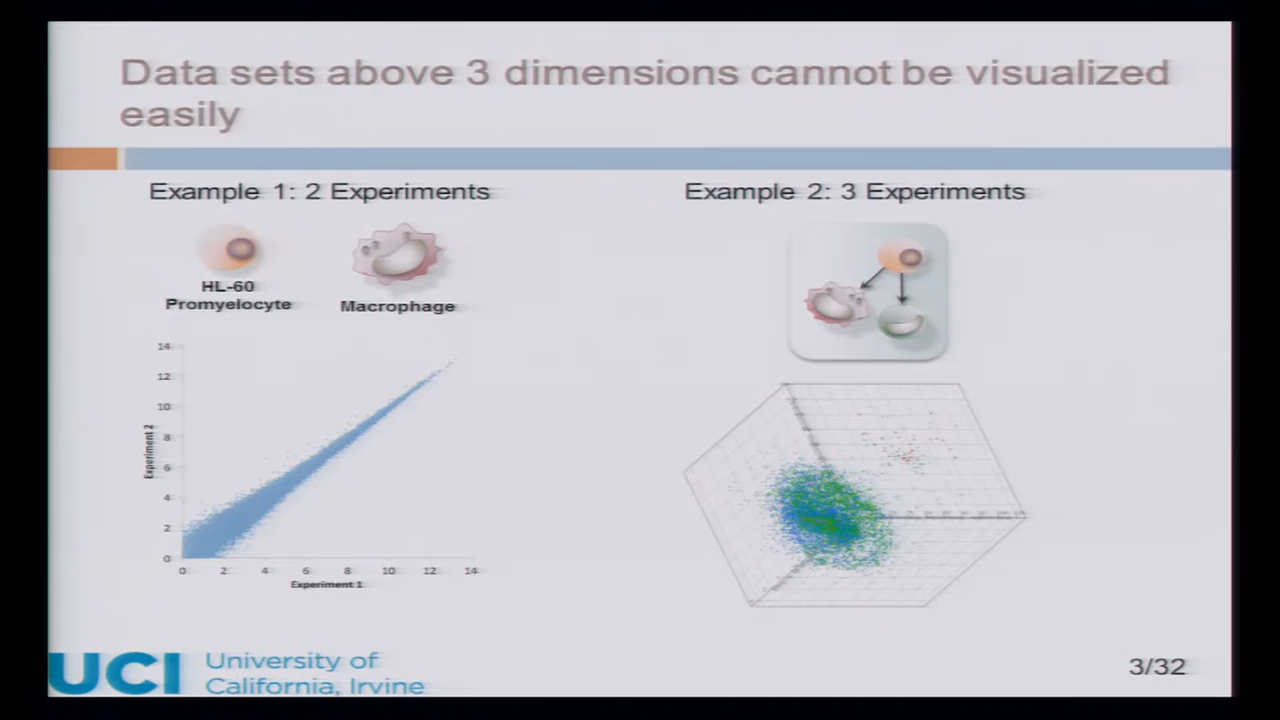 Data sets above 3 dimensions cannot be visualized
easily
Example 1: 2 Experiments
Example 2: 3 Experiments
HL-60
Promyelocyte
Macrophage
14
12
10
8
6
4
2
0
Experiment 2
0 2 4 6 8 10 12 14
Experiment 1
UCI
University of
California, Irvine
3/32